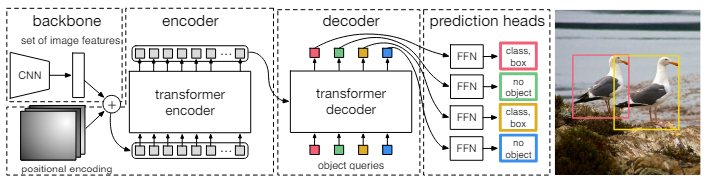 backbone
set of image features
CNN
+
positional encoding
encoder
...
transformer
encoder
...
decoder
transformer
decoder
object queries
prediction heads
FFN
class,
box
FFN
no
object
FFN
class,
box
FFN
no
object